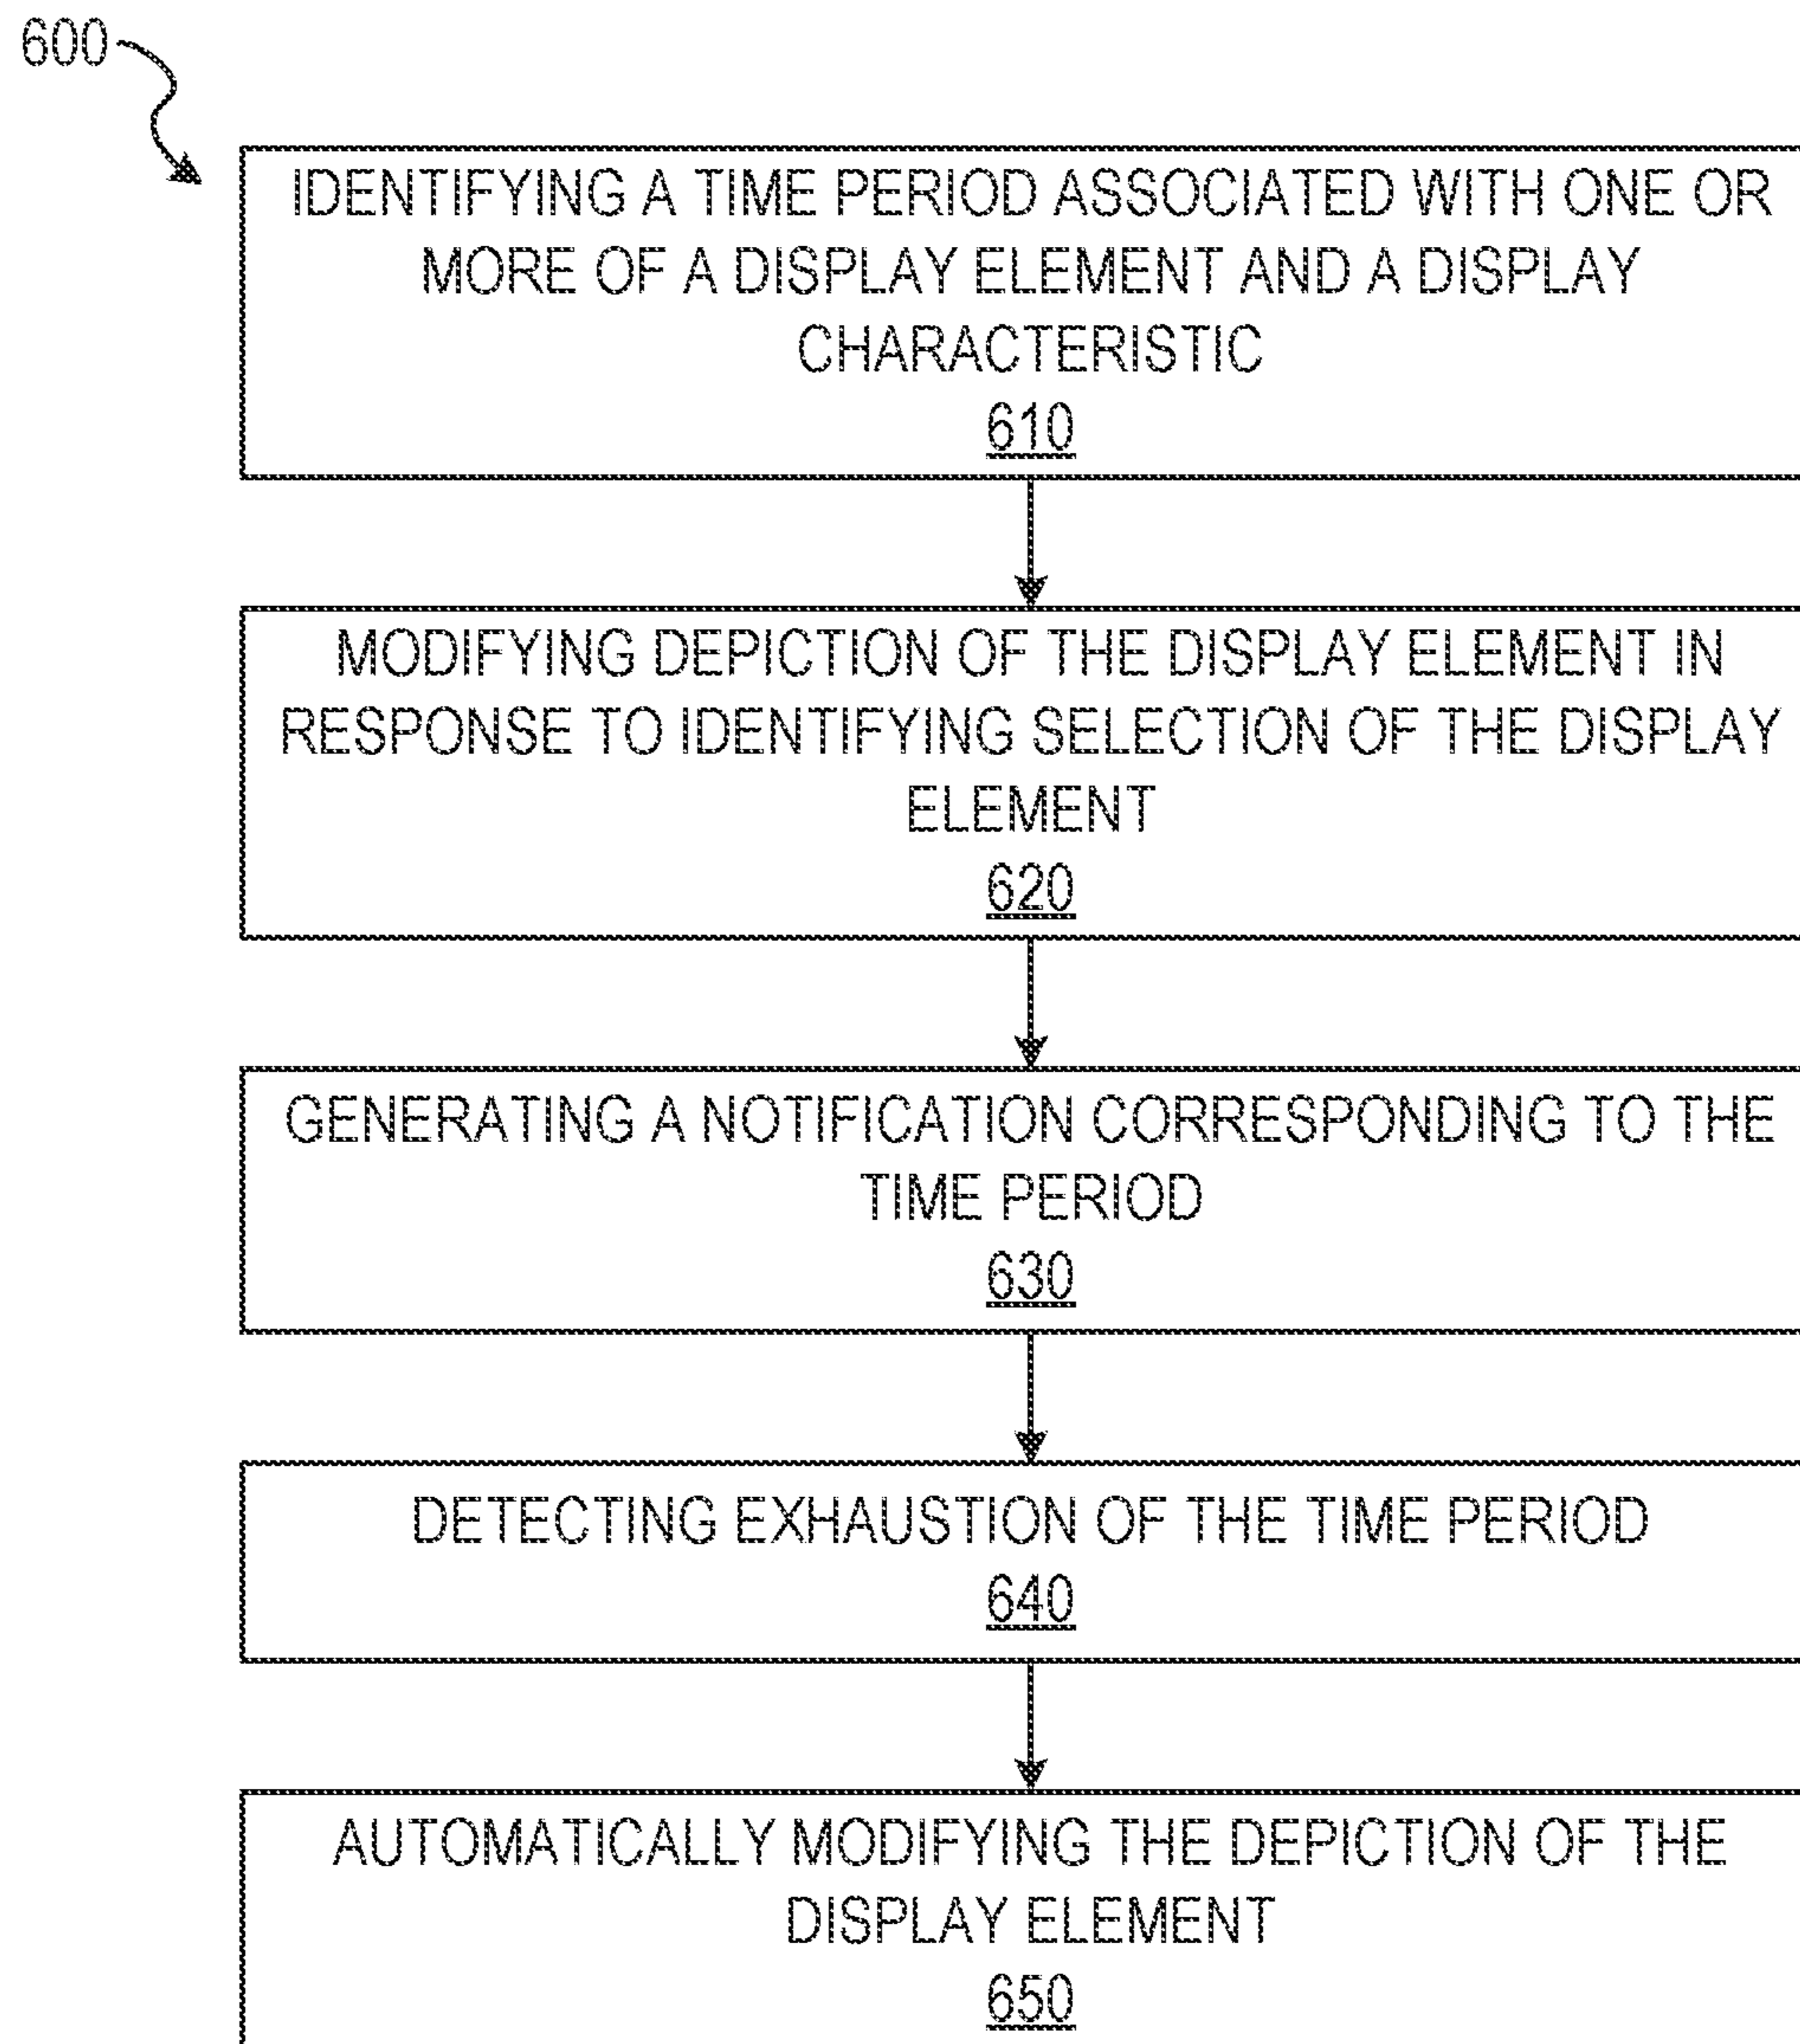 600
IDENTIFYING A TIME PERIOD ASSOCIATED WITH ONE OR
MORE OF A DISPLAY ELEMENT AND A DISPLAY
CHARACTERISTIC
610
MODIFYING DEPICTION OF THE DISPLAY ELEMENT IN
RESPONSE TO IDENTIFYING SELECTION OF THE DISPLAY
ELEMENT
620
GENERATING A NOTIFICATION CORRESPONDING TO THE
TIME PERIOD
630
DETECTING EXHAUSTION OF THE TIME PERIOD
640
AUTOMATICALLY MODIFYING THE DEPICTION OF THE
DISPLAY ELEMENT
650